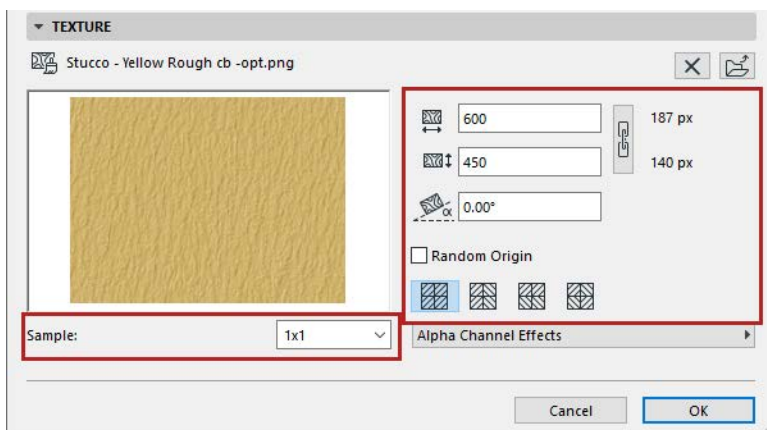 TEXTURE
Stucco - Yellow Rough cb -opt.png
600
187 px
450
140 px
α
0.00°
Random Origin
Sample:
1x1
Alpha Channel Effects
Cancel
OK